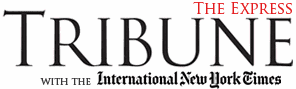 The Express
TRIBUNE
WITH THE International New York Times